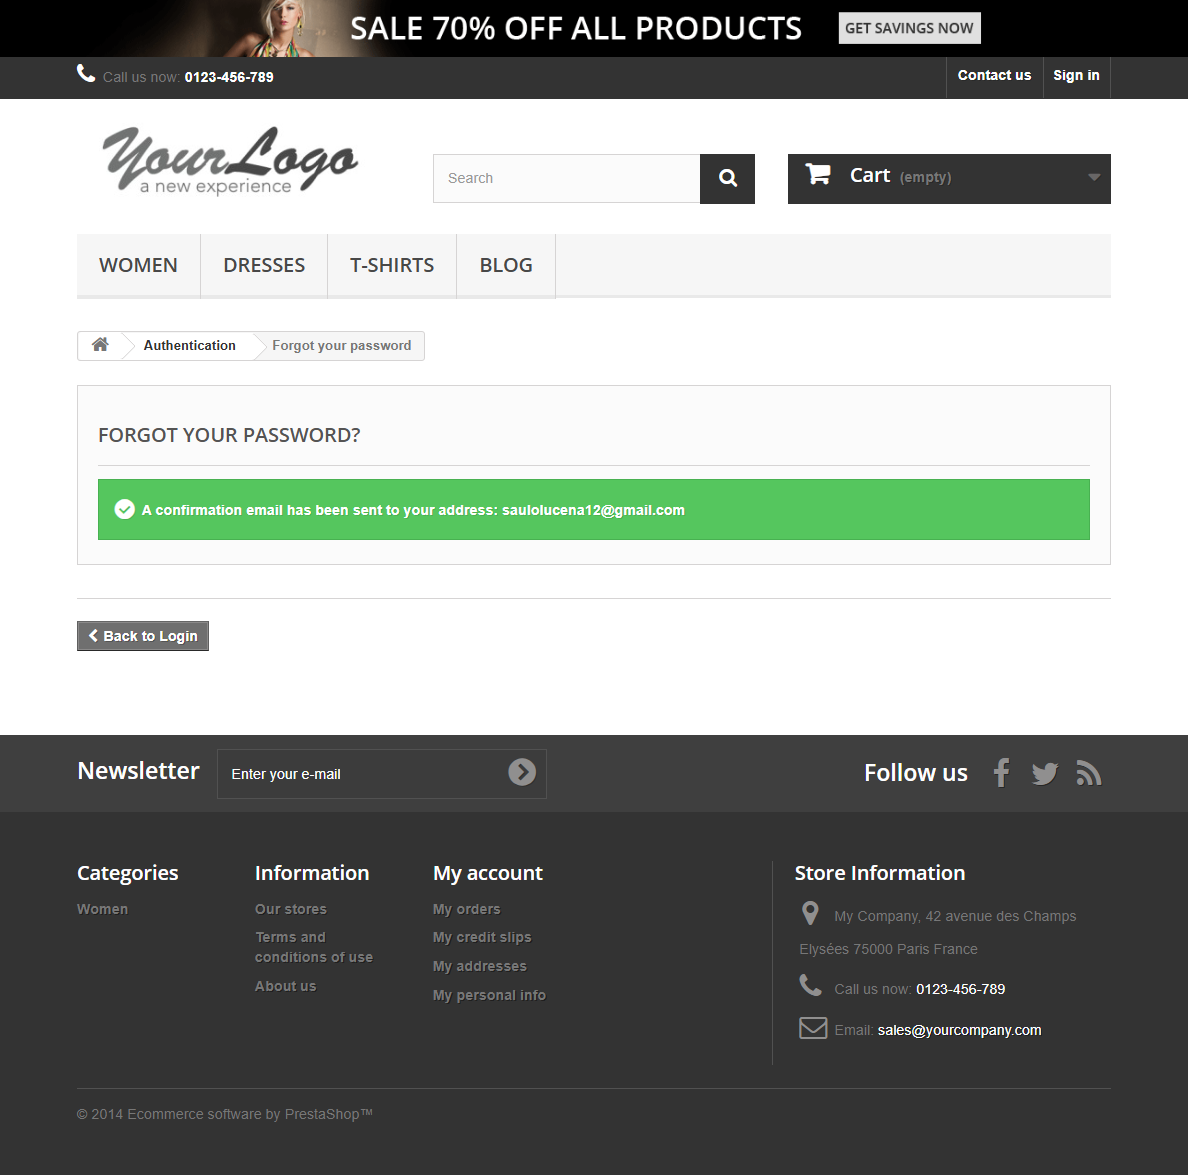 SALE 70% OFF ALL PRODUCTS
GET SAVINGS NOW
Call us now: 0123-456-789
Contact us
Sign in
YourLogo
a new experience
Search
Cart (empty)
WOMEN
DRESSES
T-SHIRTS
BLOG
Authentication
Forgot your password
FORGOT YOUR PASSWORD?
A confirmation email has been sent to your address: saulolucena12@gmail.com
Back to Login
Newsletter
Enter your e-mail
Follow us
Categories
Women
Information
Our stores
Terms and
conditions of use
About us
My account
My orders
My credit slips
My addresses
My personal info
Store Information
My Company, 42 avenue des Champs
Elysées 75000 Paris France
Call us now: 0123-456-789
Email: sales@yourcompany.com
© 2014 Ecommerce software by PrestaShop™